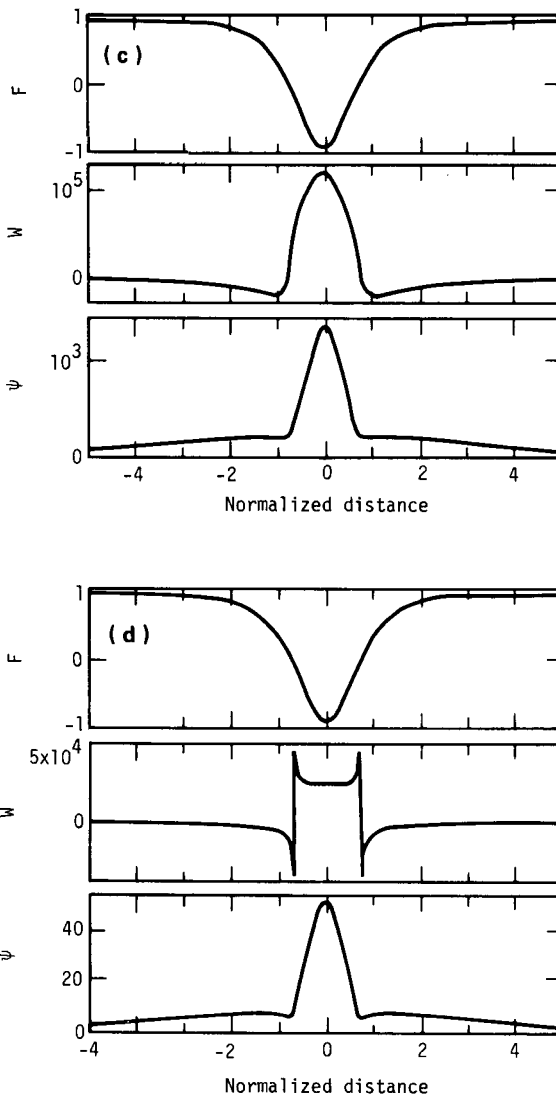 1
(c)
F 0
-1
10^5
W
0
10^3
ψ
0
-4 -2 0 2 4
Normalized distance
1
(d)
F 0
-1
5x10^4
W 0
40
ψ
20
0
-4 -2 0 2 4
Normalized distance